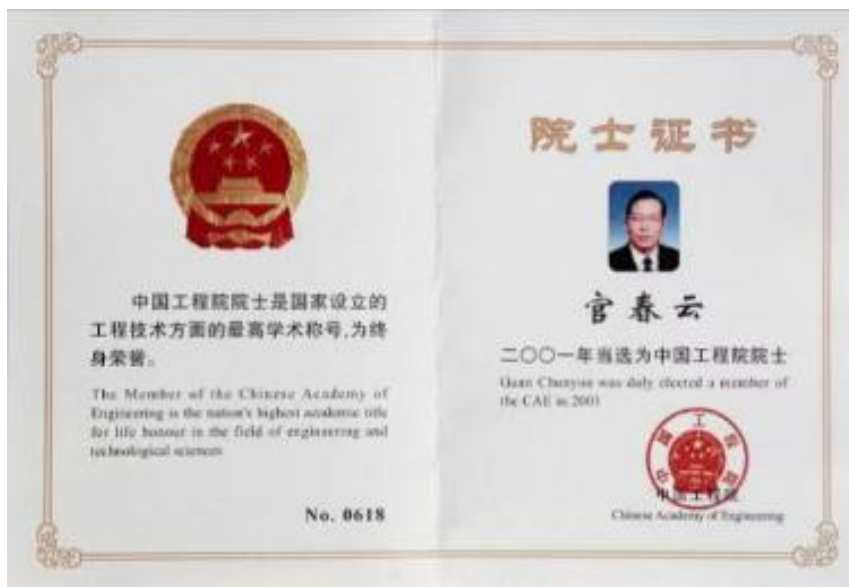 中国工程院院士是国家设立的
工程技术方面的最高学术称号,为终
身荣誉。
The Member of the Chinese Academy of
Engineering is the nation's highest academic title
for life honour in the field of engineering and
technological sciences
No. 0618
院士证书
官春云
二〇〇一年当选为中国工程院院士
Guan Chunyun was duly elected a member of
the CAE in 2001
中国工程院
中国工程院
Chinese Academy of Engineering